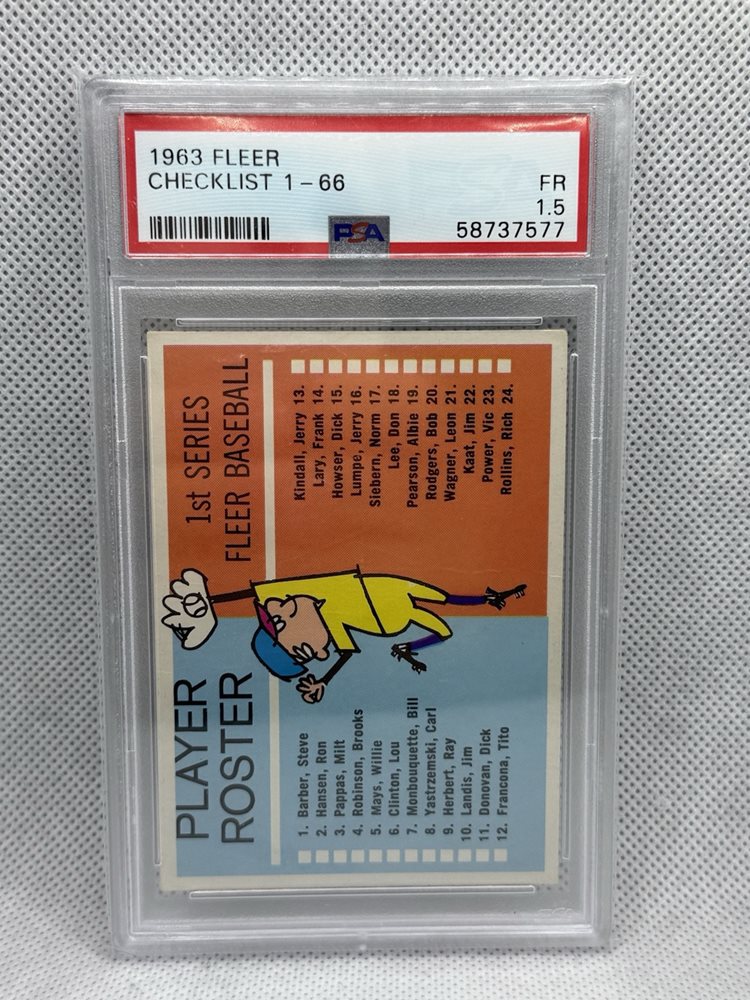 1963 FLEER
CHECKLIST 1-66
FR
1.5
PSA
58737577
PLAYER
ROSTER
1st SERIES
FLEER BASEBALL
1. Barber, Steve
2. Hansen, Ron
3. Pappas, Milt
4. Robinson, Brooks
5. Mays, Willie
6. Clinton, Lou
7. Monbouquette, Bill
8. Yastrzemski, Carl
9. Herbert, Ray
10. Landis, Jim
11. Donovan, Dick
12. Francona, Tito
Kindall, Jerry 13.
Lary, Frank 14.
Howser, Dick 15.
Lumpe, Jerry 16.
Siebern, Norm 17.
Lee, Don 18.
Pearson, Albie 19.
Rodgers, Bob 20.
Wagner, Leon 21.
Kaat, Jim 22.
Power, Vic 23.
Rollins, Rich 24.